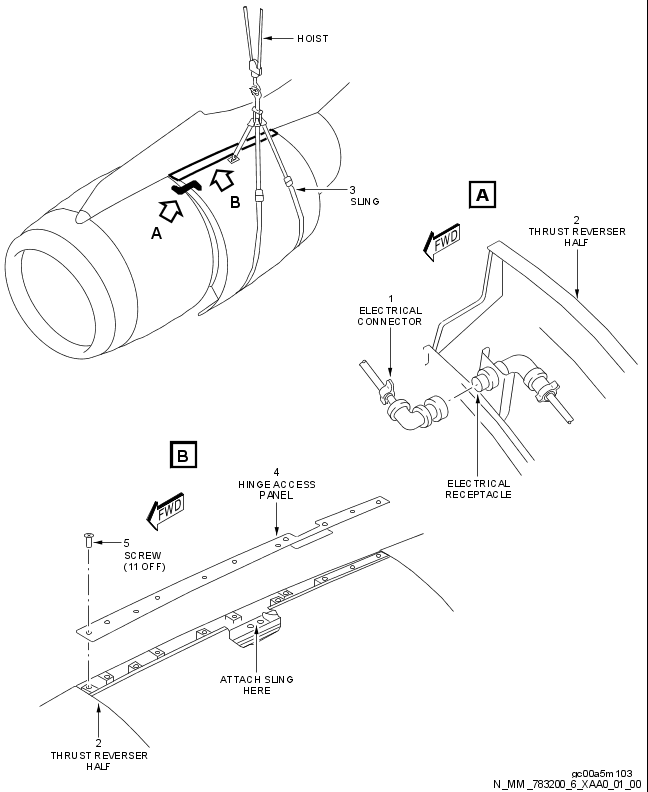 HOIST
3
SLING
A
B
A
FWD
2
THRUST REVERSER
HALF
1
ELECTRICAL
CONNECTOR
ELECTRICAL
RECEPTACLE
B
FWD
4
HINGE ACCESS
PANEL
5
SCREW
(11 OFF)
ATTACH SLING
HERE
2
THRUST REVERSER
HALF
gc00a5m103
N_MM_783200_6_XAA0_01_00